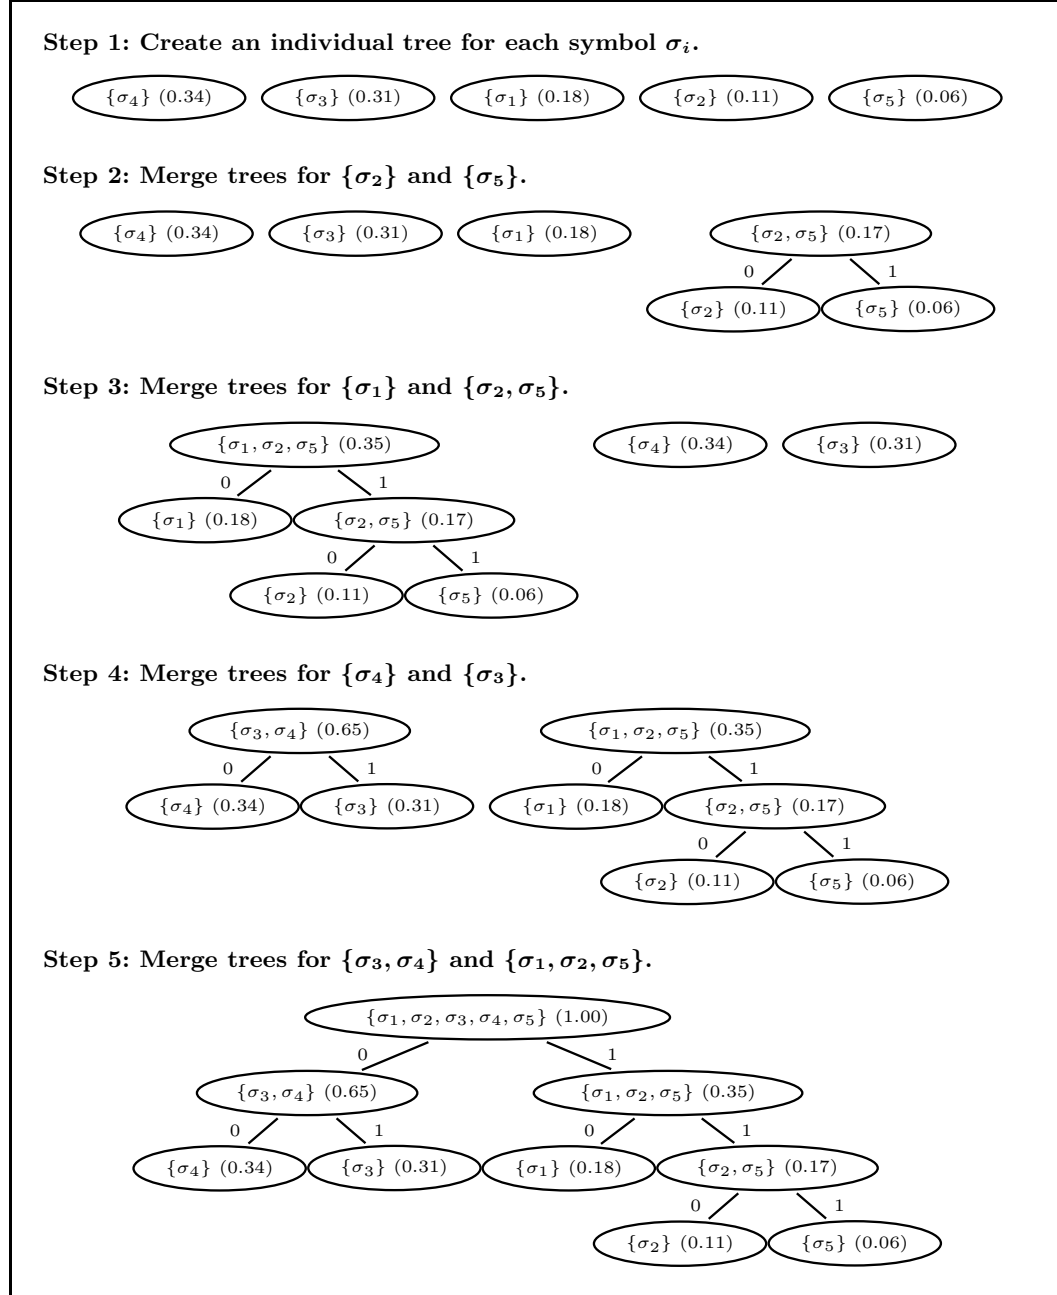 Step 1: Create an individual tree for each symbol σᵢ.
{σ₄} (0.34) {σ₃} (0.31) {σ₁} (0.18) {σ₂} (0.11) {σ₅} (0.06)
Step 2: Merge trees for {σ₂} and {σ₅}.
{σ₄} (0.34) {σ₃} (0.31) {σ₁} (0.18) {σ₂, σ₅} (0.17)
0 1
{σ₂} (0.11) {σ₅} (0.06)
Step 3: Merge trees for {σ₁} and {σ₂, σ₅}.
{σ₁, σ₂, σ₅} (0.35) {σ₄} (0.34) {σ₃} (0.31)
0 1
{σ₁} (0.18) {σ₂, σ₅} (0.17)
0 1
{σ₂} (0.11) {σ₅} (0.06)
Step 4: Merge trees for {σ₄} and {σ₃}.
{σ₃, σ₄} (0.65) {σ₁, σ₂, σ₅} (0.35)
0 1 0 1
{σ₄} (0.34) {σ₃} (0.31) {σ₁} (0.18) {σ₂, σ₅} (0.17)
0 1
{σ₂} (0.11) {σ₅} (0.06)
Step 5: Merge trees for {σ₃, σ₄} and {σ₁, σ₂, σ₅}.
{σ₁, σ₂, σ₃, σ₄, σ₅} (1.00)
0 1
{σ₃, σ₄} (0.65) {σ₁, σ₂, σ₅} (0.35)
0 1 0 1
{σ₄} (0.34) {σ₃} (0.31) {σ₁} (0.18) {σ₂, σ₅} (0.17)
0 1
{σ₂} (0.11) {σ₅} (0.06)